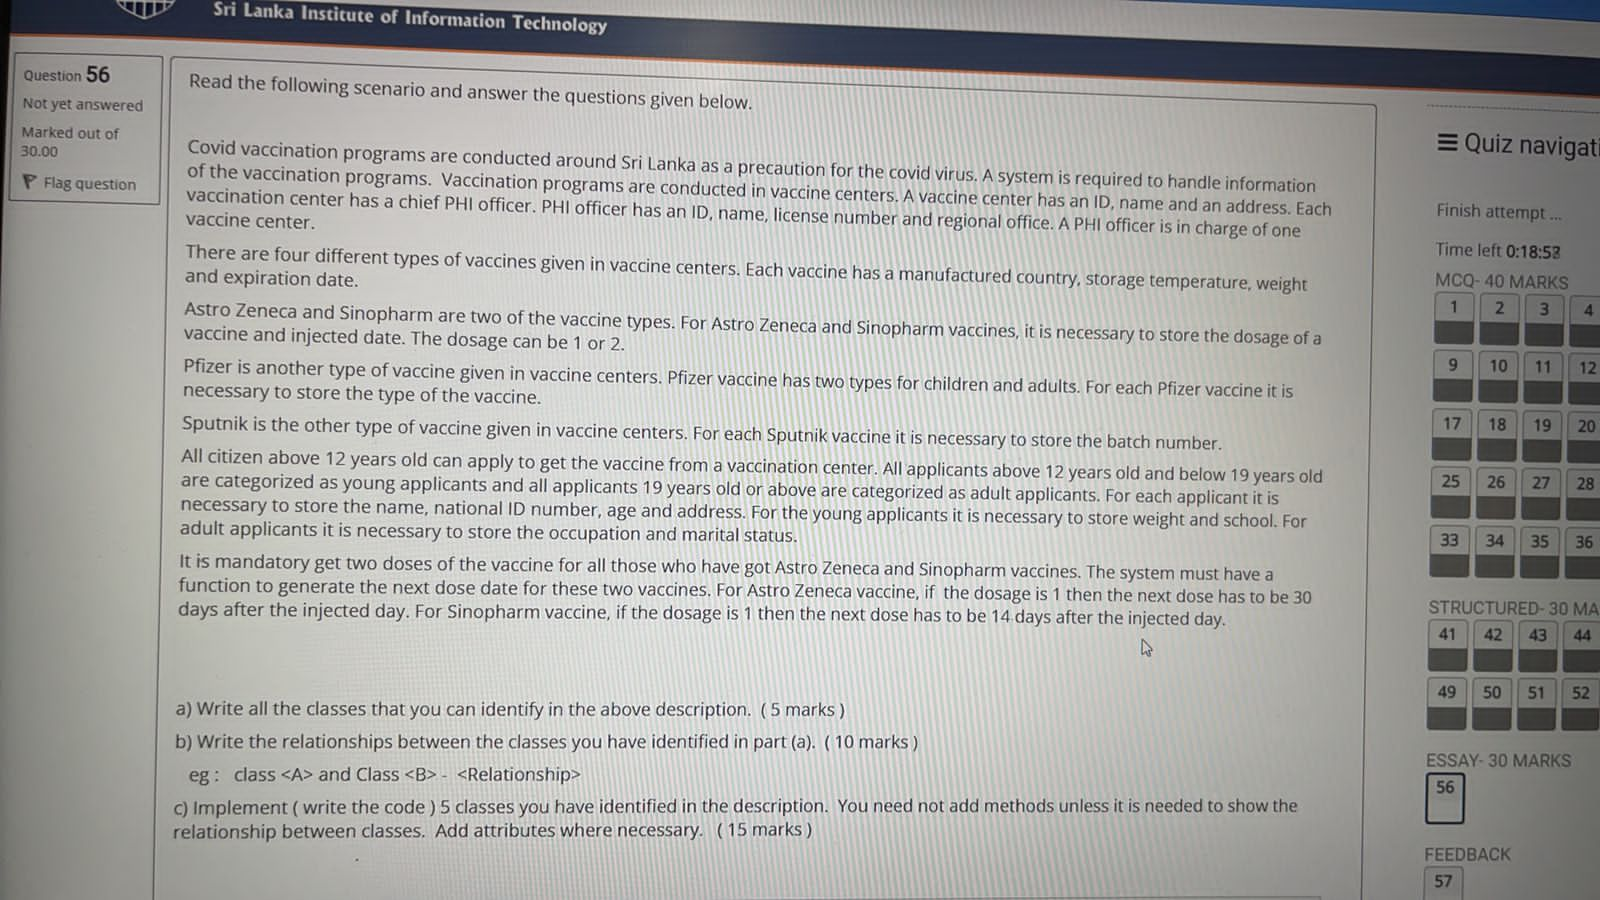 Sri Lanka Institute of Information Technology
Question 56
Not yet answered
Marked out of
30.00
Flag question
Read the following scenario and answer the questions given below.
Covid vaccination programs are conducted around Sri Lanka as a precaution for the covid virus. A system is required to handle information
of the vaccination programs. Vaccination programs are conducted in vaccine centers. A vaccine center has an ID, name and an address. Each
vaccination center has a chief PHI officer. PHI officer has an ID, name, license number and regional office. A PHI officer is in charge of one
vaccine center.
There are four different types of vaccines given in vaccine centers. Each vaccine has a manufactured country, storage temperature, weight
and expiration date.
Astro Zeneca and Sinopharm are two of the vaccine types. For Astro Zeneca and Sinopharm vaccines, it is necessary to store the dosage of a
vaccine and injected date. The dosage can be 1 or 2.
Pfizer is another type of vaccine given in vaccine centers. Pfizer vaccine has two types for children and adults. For each Pfizer vaccine it is
necessary to store the type of the vaccine.
Sputnik is the other type of vaccine given in vaccine centers. For each Sputnik vaccine it is necessary to store the batch number.
All citizen above 12 years old can apply to get the vaccine from a vaccination center. All applicants above 12 years old and below 19 years old
are categorized as young applicants and all applicants 19 years old or above are categorized as adult applicants. For each applicant it is
necessary to store the name, national ID number, age and address. For the young applicants it is necessary to store weight and school. For
adult applicants it is necessary to store the occupation and marital status.
It is mandatory get two doses of the vaccine for all those who have got Astro Zeneca and Sinopharm vaccines. The system must have a
function to generate the next dose date for these two vaccines. For Astro Zeneca vaccine, if the dosage is 1 then the next dose has to be 30
days after the injected day. For Sinopharm vaccine, if the dosage is 1 then the next dose has to be 14 days after the injected day.
a) Write all the classes that you can identify in the above description. ( 5 marks )
b) Write the relationships between the classes you have identified in part (a). ( 10 marks )
eg : class <A> and Class <B> - <Relationship>
c) Implement ( write the code ) 5 classes you have identified in the description. You need not add methods unless it is needed to show the
relationship between classes. Add attributes where necessary. ( 15 marks )
Quiz navigati
Finish attempt ...
Time left 0:18:5
MCQ- 40 MARKS
1 2 3 4
9 10 11 12
17 18 19 20
25 26 27 28
33 34 35 36
STRUCTURED- 30 MA
41 42 43 44
49 50 51 52
ESSAY- 30 MARKS
56
FEEDBACK
57